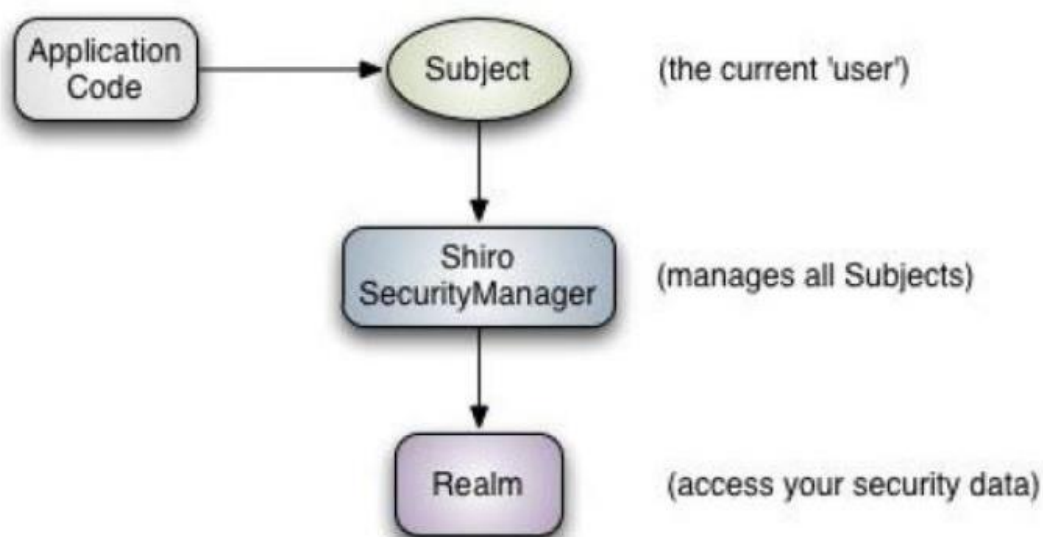 Application
Code
Subject
(the current 'user')
Shiro
SecurityManager
(manages all Subjects)
Realm
(access your security data)